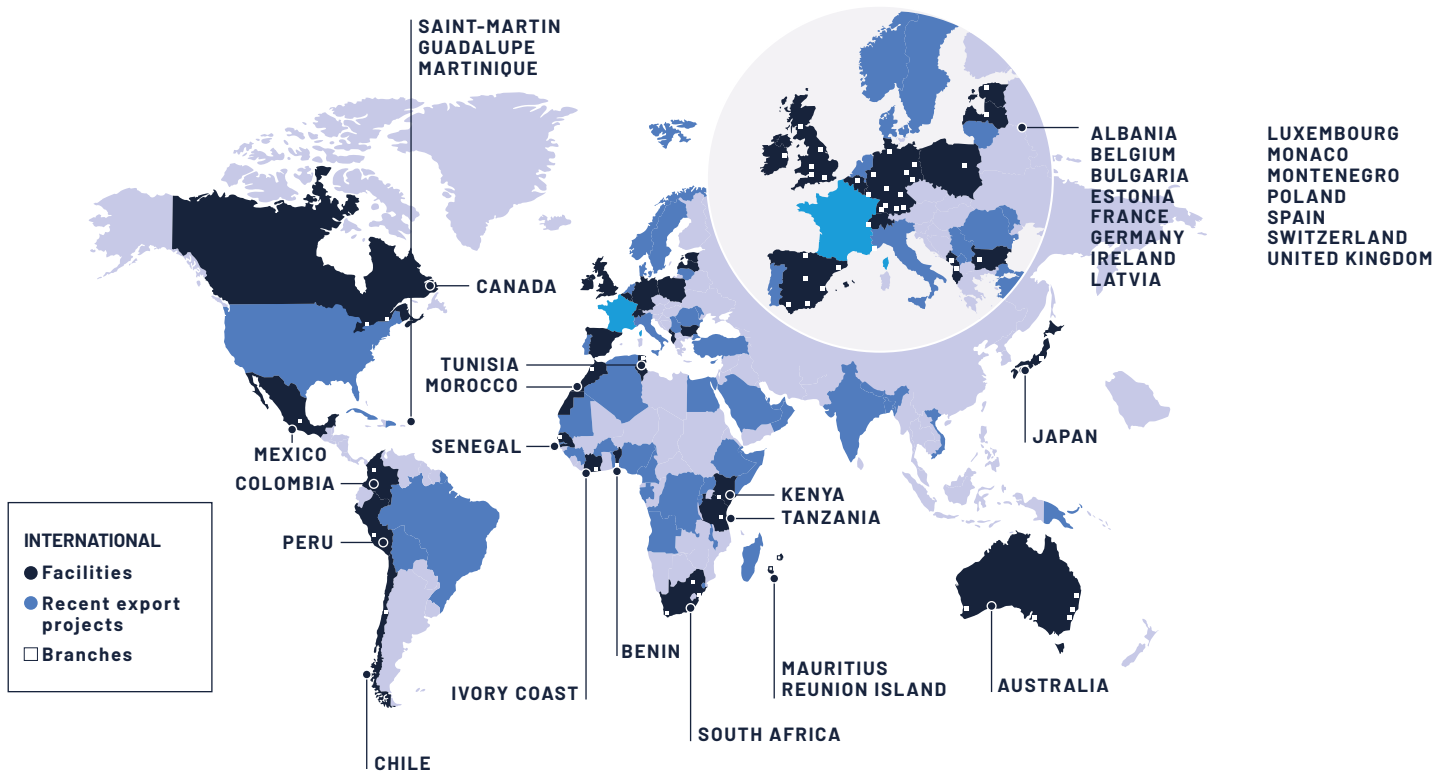 SAINT-MARTIN
GUADALUPE
MARTINIQUE
ALBANIA
BELGIUM
BULGARIA
ESTONIA
FRANCE
GERMANY
IRELAND
LATVIA
LUXEMBOURG
MONACO
MONTENEGRO
POLAND
SPAIN
SWITZERLAND
UNITED KINGDOM
CANADA
TUNISIA
MOROCCO
SENEGAL
JAPAN
MEXICO
COLOMBIA
KENYA
TANZANIA
PERU
INTERNATIONAL
Facilities
Recent export
projects
Branches
BENIN
MAURITIUS
REUNION ISLAND
IVORY COAST
AUSTRALIA
SOUTH AFRICA
CHILE